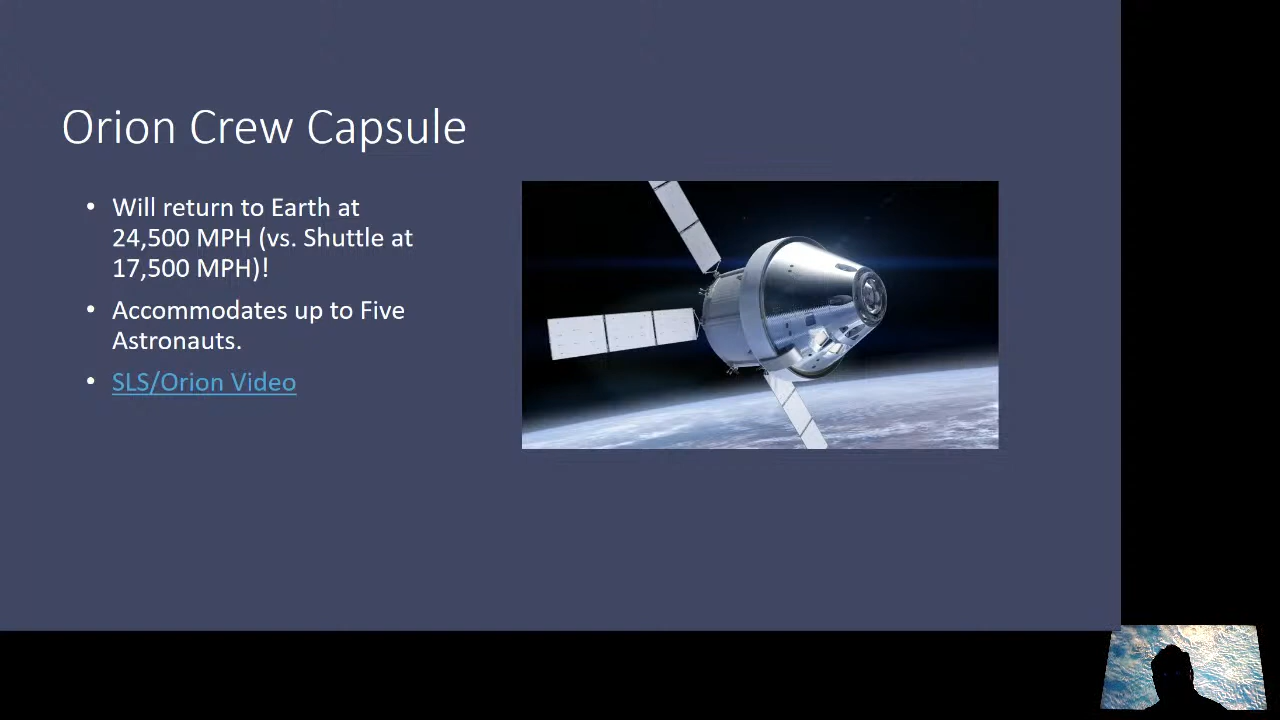 Orion Crew Capsule
• Will return to Earth at
24,500 MPH (vs. Shuttle at
17,500 MPH)!
• Accommodates up to Five
Astronauts.
• SLS/Orion Video